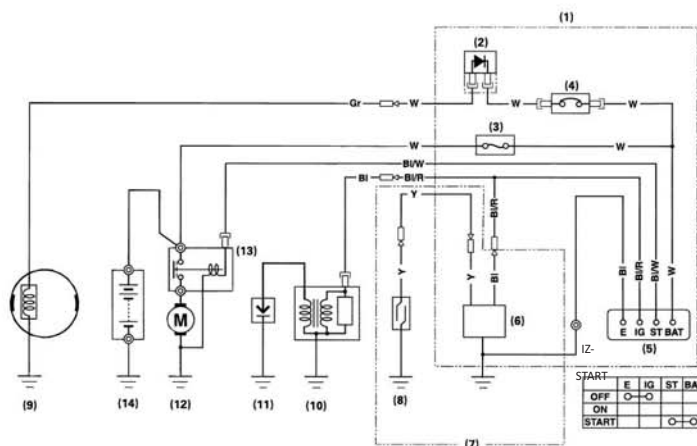 (1)
(2)
(4)
Gr W W W
(3)
W W
Bl/W
Bl Bl/R
Y
Bl/R
Y
Y
Bl
Bl
Bl/R
Bl/W
W
(13)
M
(6)
E IG ST BAT
(5)
IZ-
START
(9)
(14)
(12)
(11)
(10)
(8)
(7)
E IG ST BA
OFF
ON
START